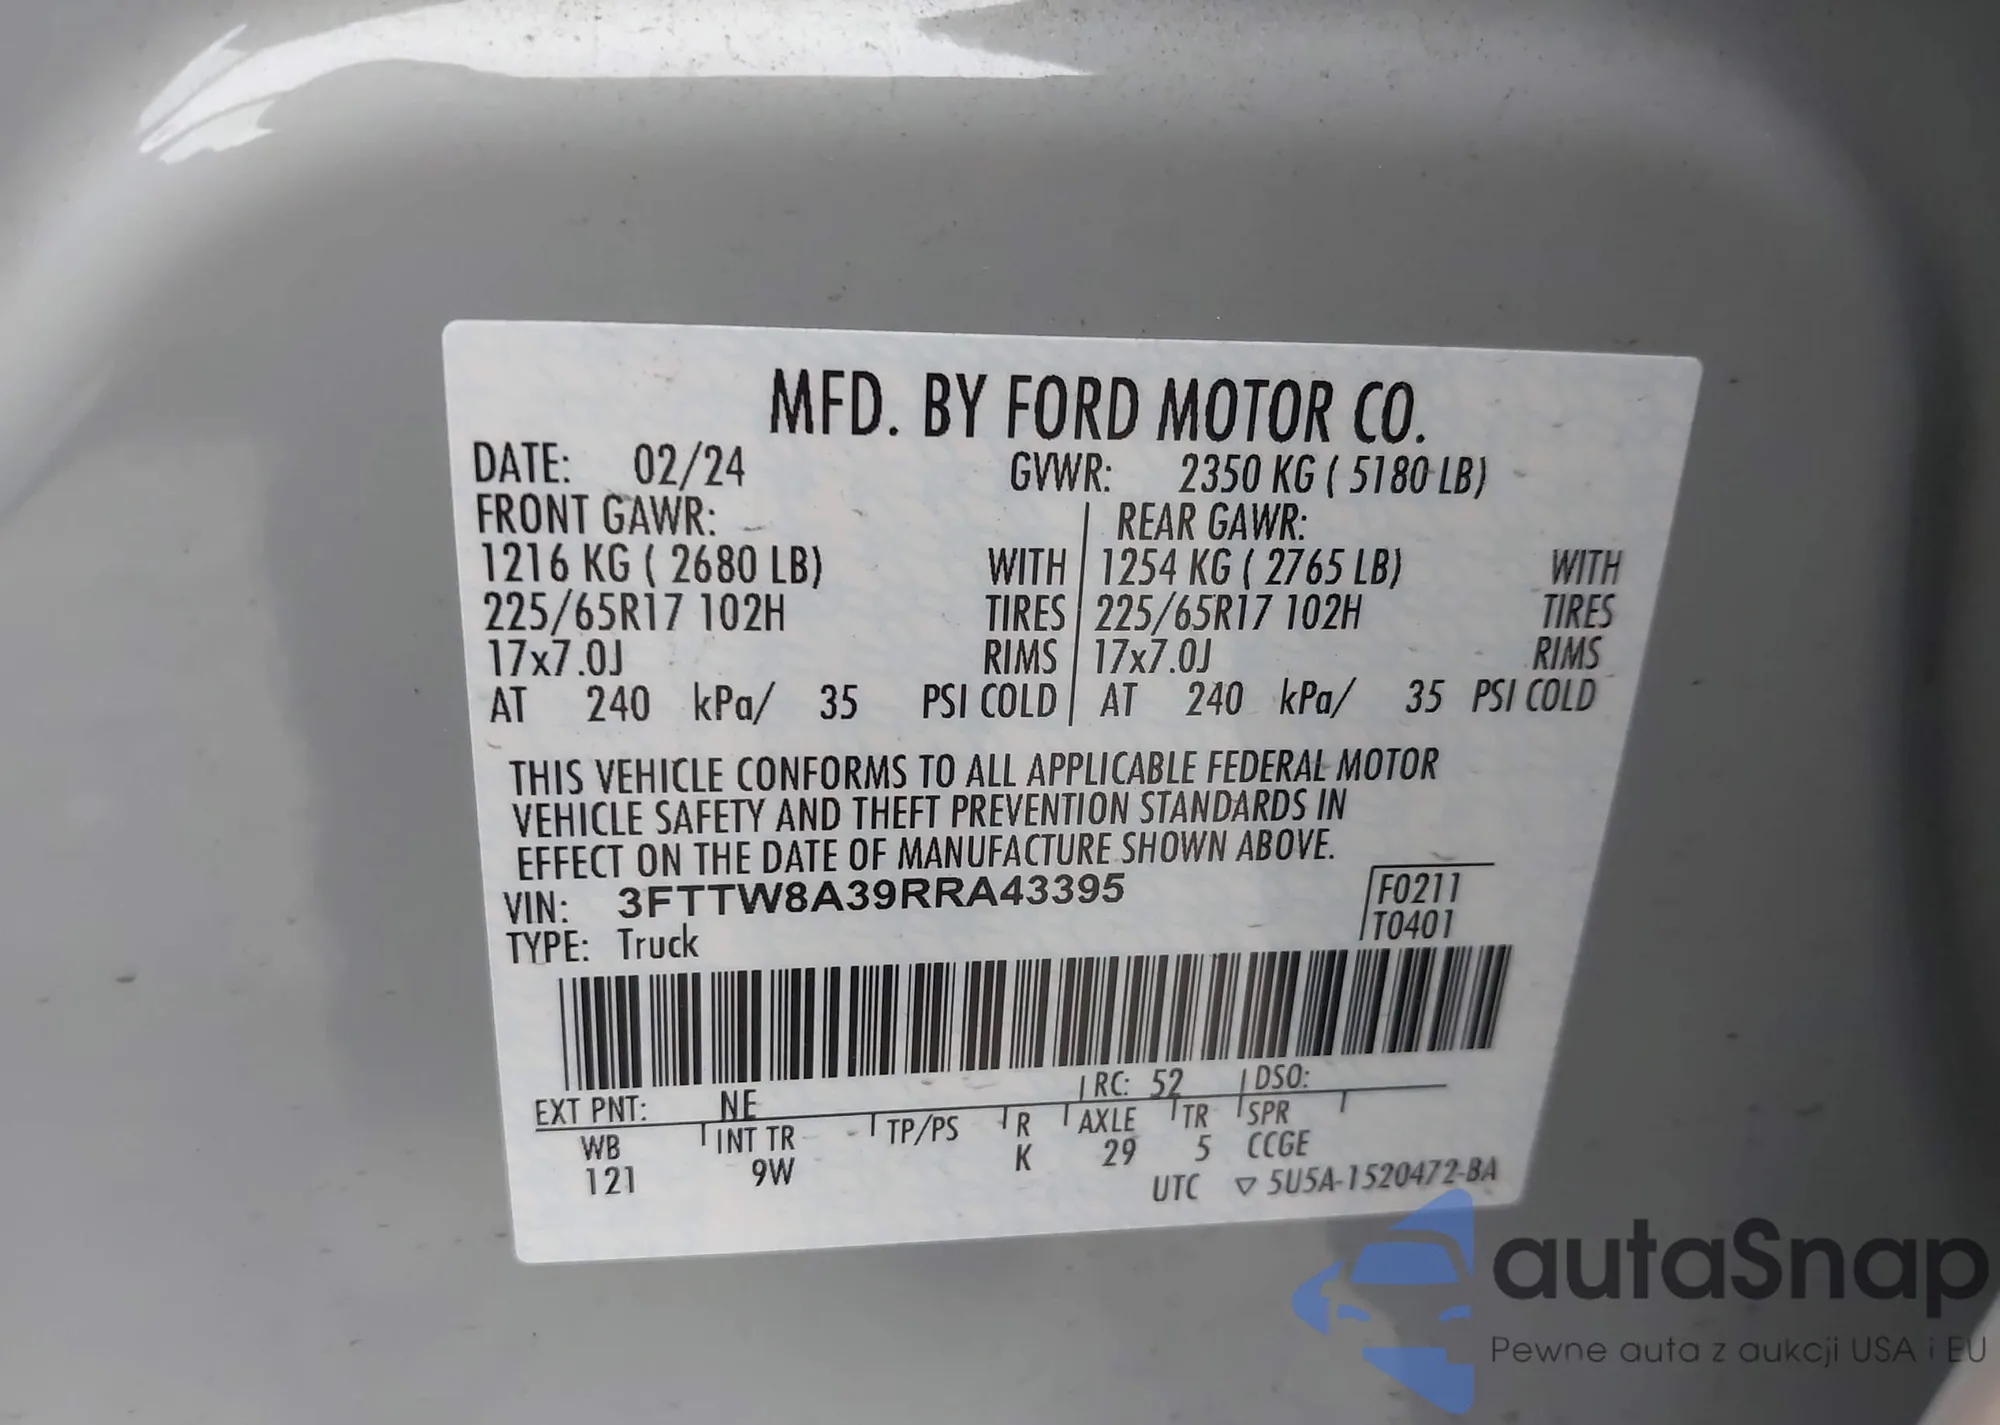 MFD. BY FORD MOTOR CO.
DATE: 02/24 GVWR: 2350 KG ( 5180 LB)
FRONT GAWR: REAR GAWR:
1216 KG ( 2680 LB) WITH 1254 KG ( 2765 LB) WITH
225/65R17 102H TIRES 225/65R17 102H TIRES
17x7.0J RIMS 17x7.0J RIMS
AT 240 kPa/ 35 PSI COLD AT 240 kPa/ 35 PSI COLD
THIS VEHICLE CONFORMS TO ALL APPLICABLE FEDERAL MOTOR
VEHICLE SAFETY AND THEFT PREVENTION STANDARDS IN
EFFECT ON THE DATE OF MANUFACTURE SHOWN ABOVE.
VIN: 3FTTW8A39RRA43395 F0211
TYPE: Truck T0401
EXT PNT: NE RC: 52 DSO:
WB INT TR TP/PS R AXLE TR SPR
121 9W K 29 5 CCGE
UTC ▽ 5U5A-1520472-BA
autaSnap
Pewne auta z aukcji USA i EU